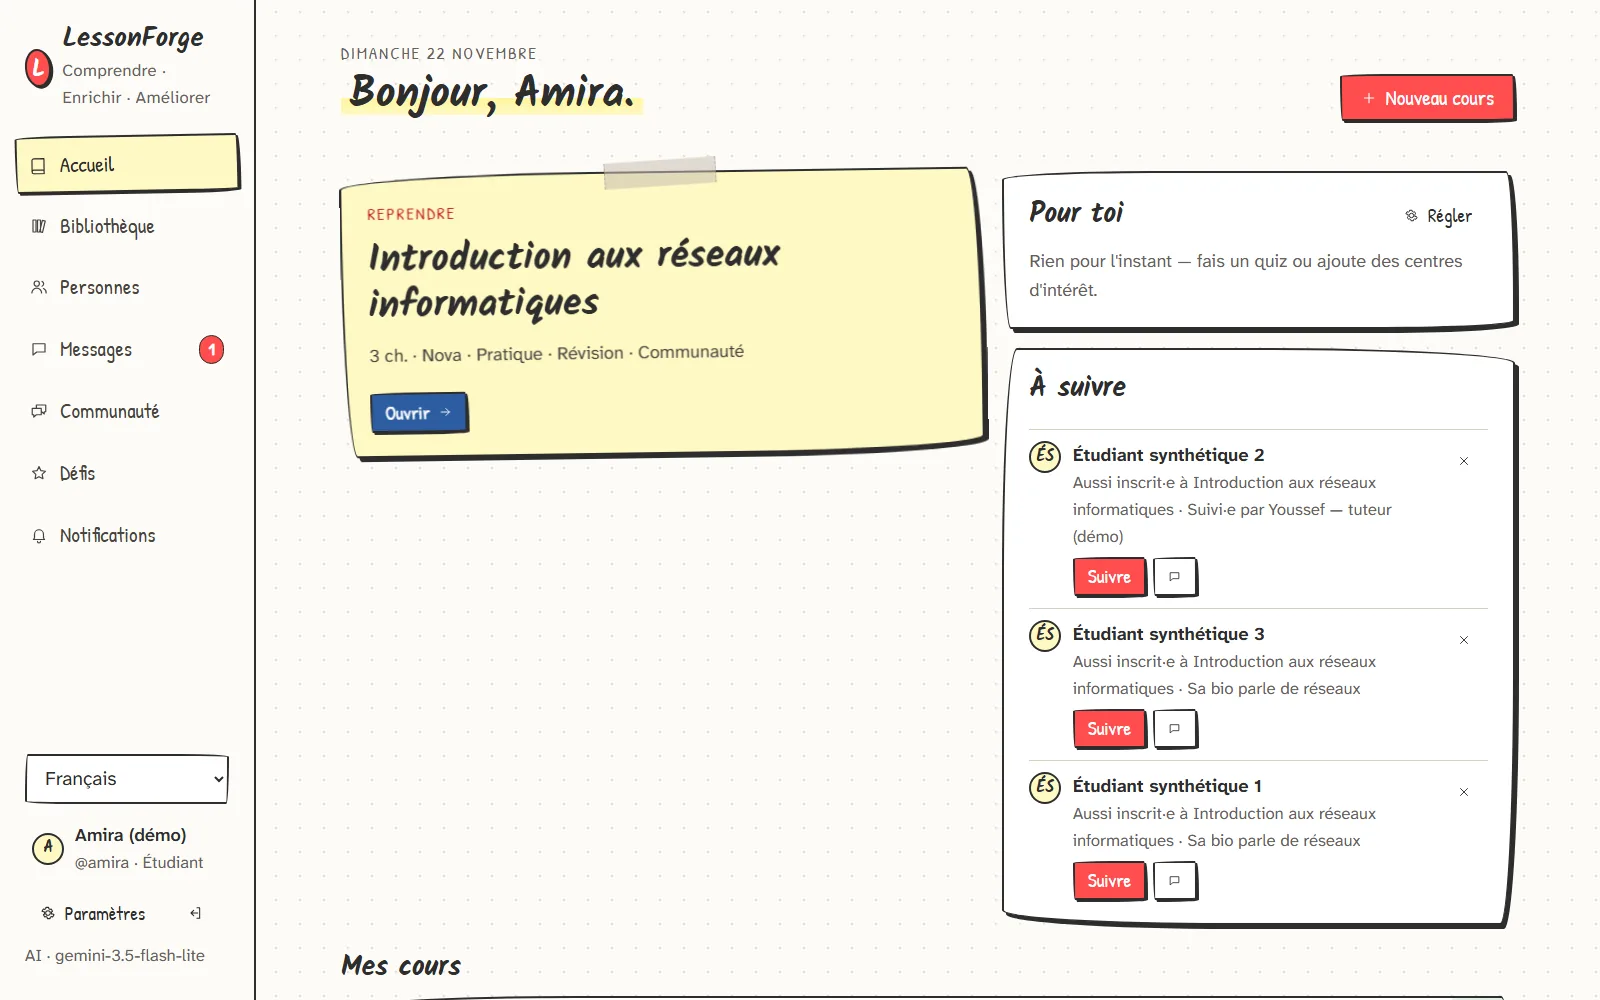 LessonForge
Comprendre ·
Enrichir · Améliorer
L
Accueil
Bibliothèque
Personnes
Messages
1
Communauté
Défis
Notifications
Français
A
Amira (démo)
@amira · Étudiant
Paramètres
AI · gemini-3.5-flash-lite
DIMANCHE 22 NOVEMBRE
Bonjour, Amira.
+ Nouveau cours
REPRENDRE
Introduction aux réseaux
informatiques
3 ch. · Nova · Pratique · Révision · Communauté
Ouvrir →
Pour toi
Régler
Rien pour l'instant — fais un quiz ou ajoute des centres
d'intérêt.
À suivre
ÉS
Étudiant synthétique 2
Aussi inscrit·e à Introduction aux réseaux
informatiques · Suivi·e par Youssef — tuteur
(démo)
Suivre
ÉS
Étudiant synthétique 3
Aussi inscrit·e à Introduction aux réseaux
informatiques · Sa bio parle de réseaux
Suivre
ÉS
Étudiant synthétique 1
Aussi inscrit·e à Introduction aux réseaux
informatiques · Sa bio parle de réseaux
Suivre
Mes cours